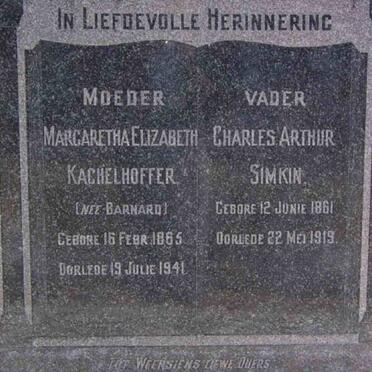 In Liefdevolle Herinnering
Moeder
Margaretha Elizabeth
Kachelhoffer
(nee Barnard)
Gebore 16 Febr. 1865
Oorlede 19 Julie 1941
Vader
Charles Arthur
Simkin
Gebore 12 Junie 1861
Oorlede 22 Mei 1919
Tot Weersiens Liewe Ouers